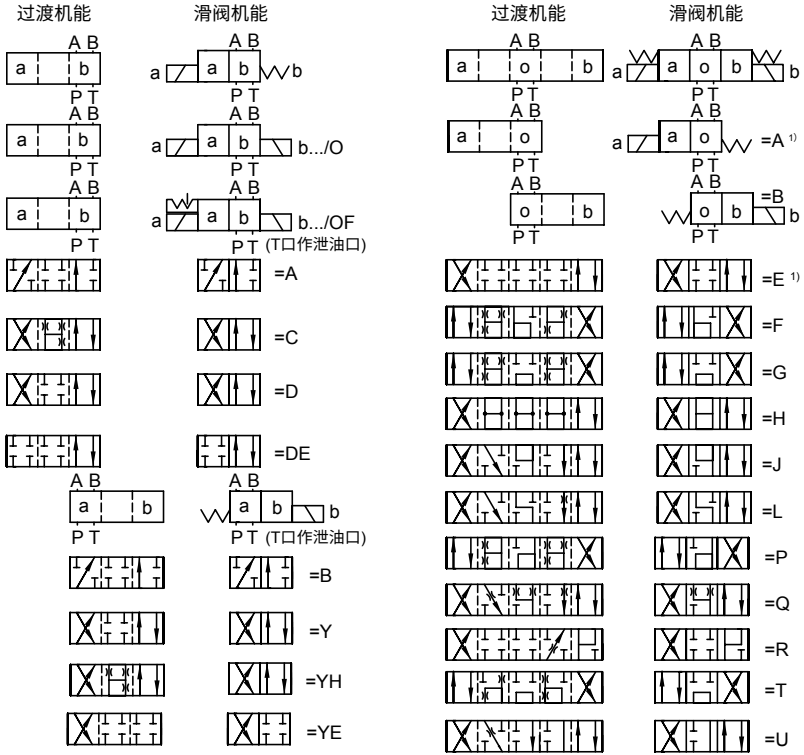 过渡机能 滑阀机能
A B A B
a b a a b b
P T P T
A B A B
a b a a b b.../O
P T P T
A B A B
a b a a b b.../OF
P T P T (T口作泄油口)
=A
=C
=D
=DE
A B A B
a b a b b
P T P T (T口作泄油口)
=B
=Y
=YH
=YE
过渡机能 滑阀机能
A B A B
a o b a a o b b
P T P T
A B A B
a o a a o =A 1)
P T P T
A B A B
o b o b =B b
P T P T
=E 1)
=F
=G
=H
=J
=L
=P
=Q
=R
=T
=U